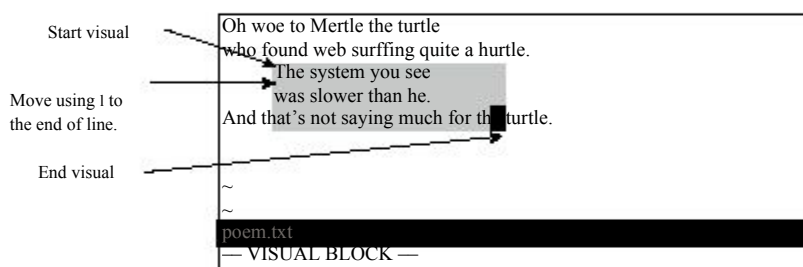 Start visual
Move using l to
the end of line.
End visual
Oh woe to Mertle the turtle
who found web surffing quite a hurtle.
The system you see
was slower than he.
And that’s not saying much for the turtle.
~
~
poem.txt
— VISUAL BLOCK —